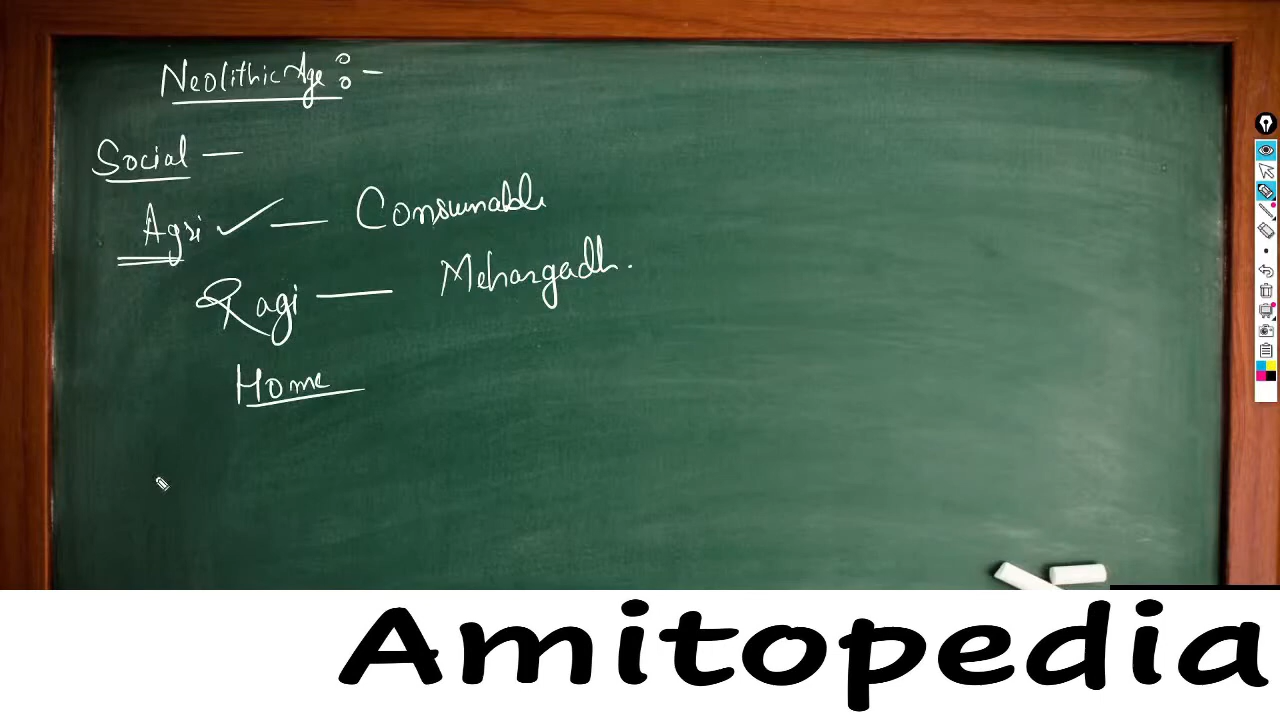 Neolithic Age :-
Social —
Agri ✓ — Consumable
Ragi — Mehargadh.
Home
Amitopedia